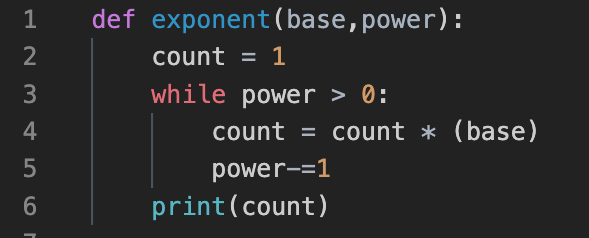 1 def exponent(base,power):
2 count = 1
3 while power > 0:
4 count = count * (base)
5 power-=1
6 print(count)